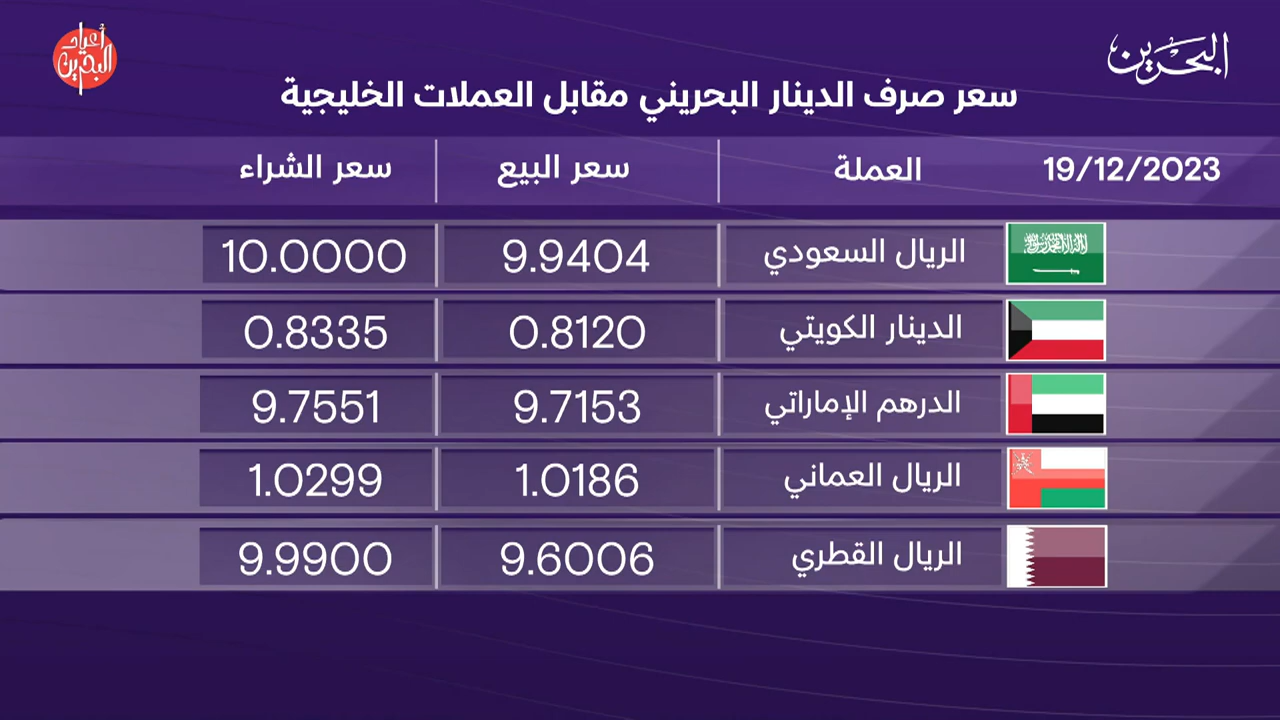 أعياد البحرين
البحرين
سعر صرف الدينار البحريني مقابل العملات الخليجية
19/12/2023 العملة سعر البيع سعر الشراء
الريال السعودي 9.9404 10.0000
الدينار الكويتي 0.8120 0.8335
الدرهم الإماراتي 9.7153 9.7551
الريال العماني 1.0186 1.0299
الريال القطري 9.6006 9.9900